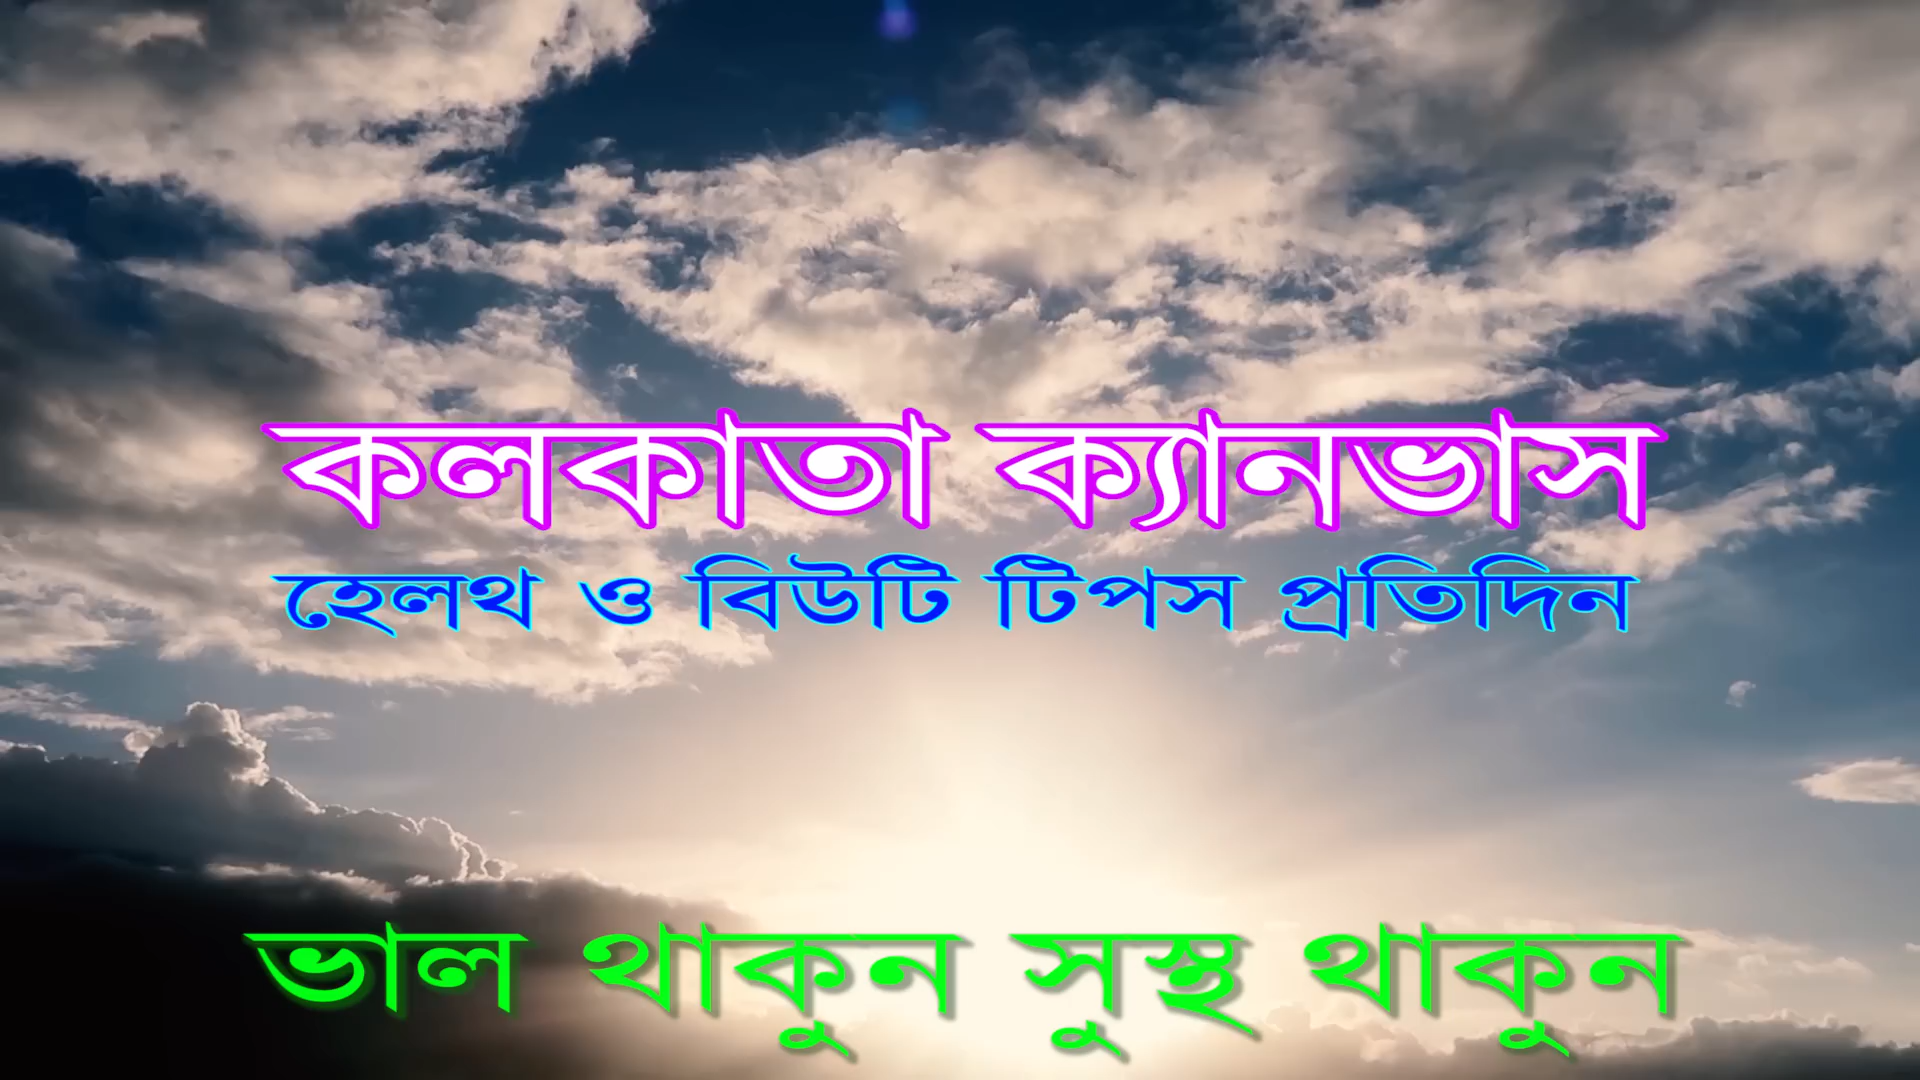 কলকাতা ক্যানভাস
হেলথ ও বিউটি টিপস প্রতিদিন
ভাল থাকুন সুস্থ থাকুন